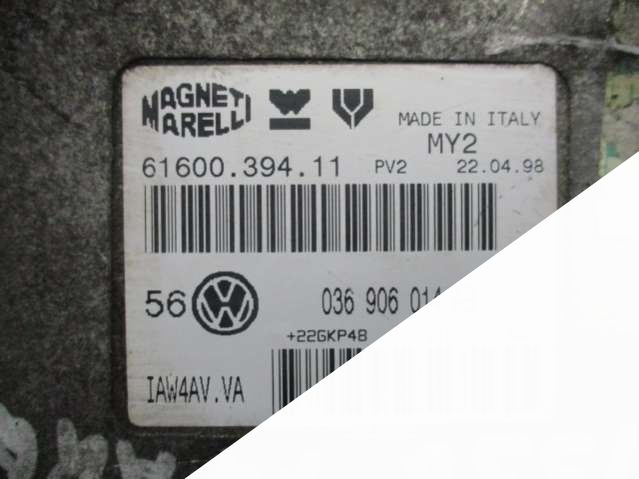 MAGNETI
MARELLI
MADE IN ITALY
MY2
61600.394.11 PV2 22.04.98
56 036 906 014
+22GKP4B
IAW4AV.VA